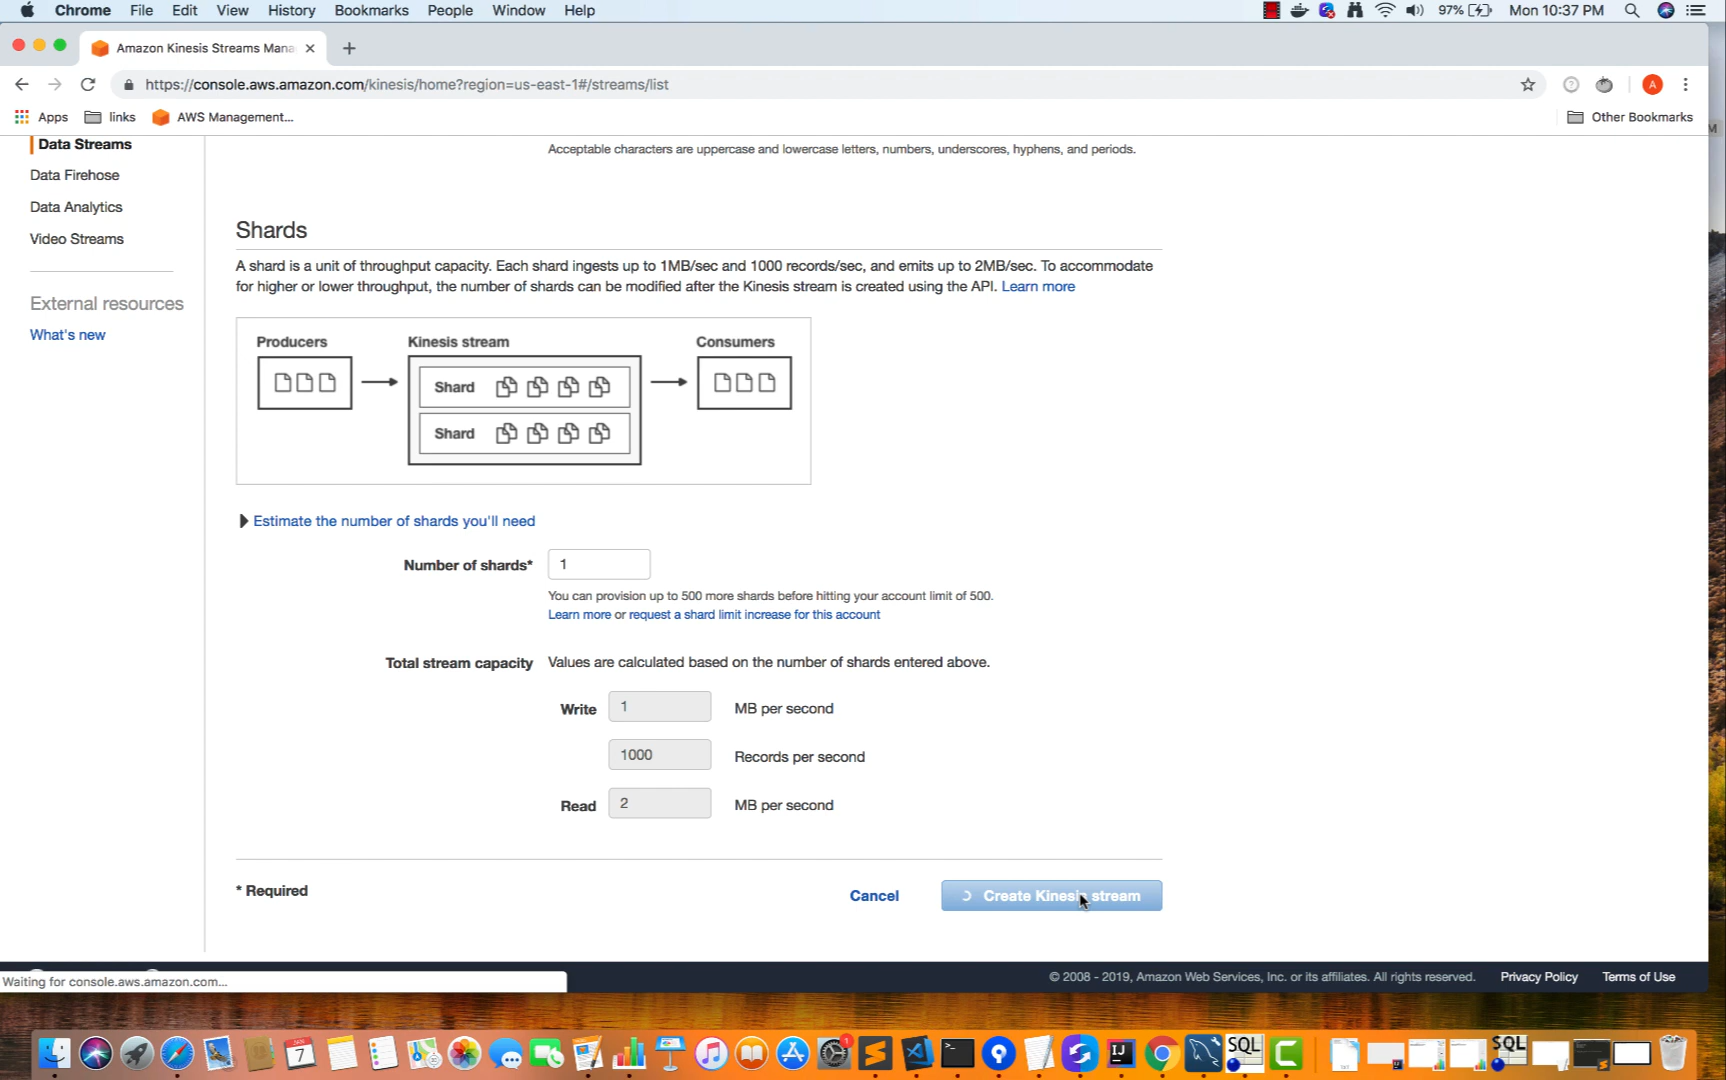 Chrome File Edit View History Bookmarks People Window Help
97% Mon 10:37 PM
Amazon Kinesis Streams Mana
https://console.aws.amazon.com/kinesis/home?region=us-east-1#/streams/list
A
Apps links AWS Management... Other Bookmarks
Data Streams
Data Firehose
Data Analytics
Video Streams
External resources
What's new
Acceptable characters are uppercase and lowercase letters, numbers, underscores, hyphens, and periods.
Shards
A shard is a unit of throughput capacity. Each shard ingests up to 1MB/sec and 1000 records/sec, and emits up to 2MB/sec. To accommodate
for higher or lower throughput, the number of shards can be modified after the Kinesis stream is created using the API. Learn more
Producers Kinesis stream Consumers
Shard
Shard
Estimate the number of shards you'll need
Number of shards* 1
You can provision up to 500 more shards before hitting your account limit of 500.
Learn more or request a shard limit increase for this account
Total stream capacity Values are calculated based on the number of shards entered above.
Write 1 MB per second
1000 Records per second
Read 2 MB per second
* Required
Cancel Create Kinesis stream
Waiting for console.aws.amazon.com...
© 2008 - 2019, Amazon Web Services, Inc. or its affiliates. All rights reserved. Privacy Policy Terms of Use
JAN
7
1
IJ
SQL
SQL